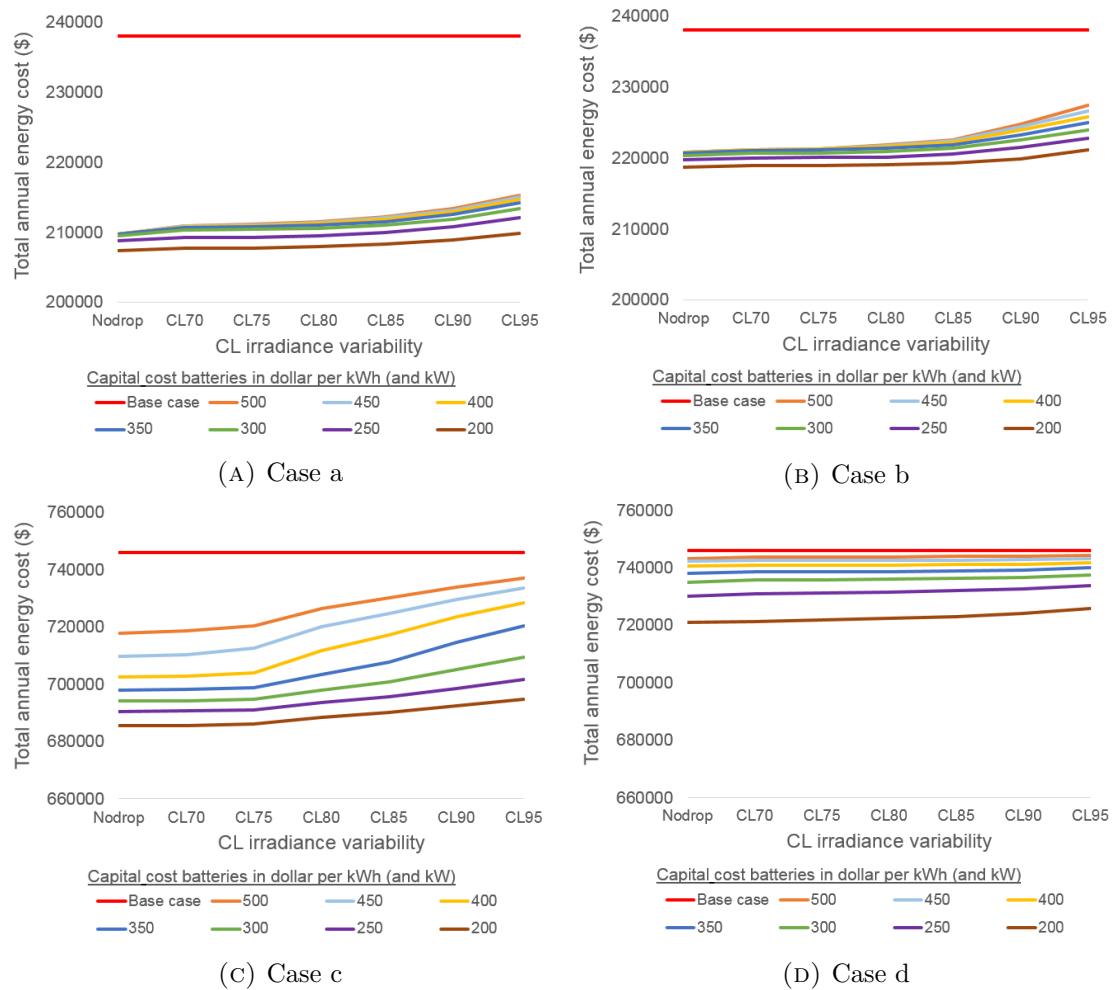 Total annual energy cost ($)
240000
230000
220000
210000
200000
Nodrop CL70 CL75 CL80 CL85 CL90 CL95
CL irradiance variability
Capital cost batteries in dollar per kWh (and kW)
Base case 500 450 400
350 300 250 200
(A) Case a
Total annual energy cost ($)
240000
230000
220000
210000
200000
Nodrop CL70 CL75 CL80 CL85 CL90 CL95
CL irradiance variability
Capital cost batteries in dollar per kWh (and kW)
Base case 500 450 400
350 300 250 200
(B) Case b
Total annual energy cost ($)
760000
740000
720000
700000
680000
660000
Nodrop CL70 CL75 CL80 CL85 CL90 CL95
CL irradiance variability
Capital cost batteries in dollar per kWh (and kW)
Base case 500 450 400
350 300 250 200
(C) Case c
Total annual energy cost ($)
760000
740000
720000
700000
680000
660000
Nodrop CL70 CL75 CL80 CL85 CL90 CL95
CL irradiance variability
Capital cost batteries in dollar per kWh (and kW)
Base case 500 450 400
350 300 250 200
(D) Case d